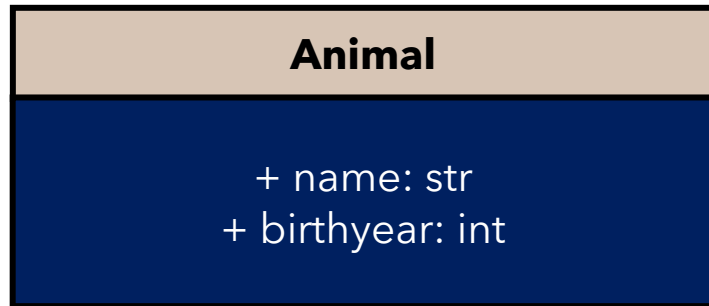 Animal
+ name: str
+ birthyear: int